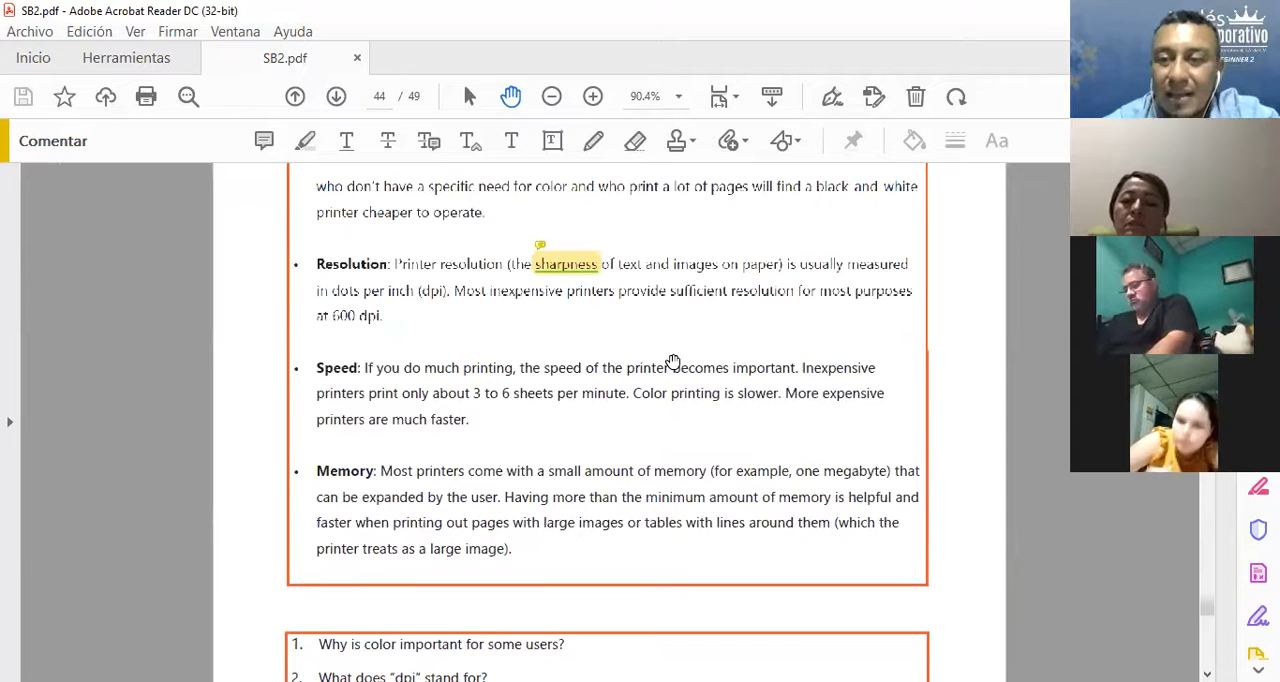 SB2.pdf - Adobe Acrobat Reader DC (32-bit)
Archivo Edición Ver Firmar Ventana Ayuda
Inicio Herramientas SB2.pdf ×
44 / 49 90.4%
Comentar
who don't have a specific need for color and who print a lot of pages will find a black and white
printer cheaper to operate.
• Resolution: Printer resolution (the sharpness of text and images on paper) is usually measured
in dots per inch (dpi). Most inexpensive printers provide sufficient resolution for most purposes
at 600 dpi.
• Speed: If you do much printing, the speed of the printer becomes important. Inexpensive
printers print only about 3 to 6 sheets per minute. Color printing is slower. More expensive
printers are much faster.
• Memory: Most printers come with a small amount of memory (for example, one megabyte) that
can be expanded by the user. Having more than the minimum amount of memory is helpful and
faster when printing out pages with large images or tables with lines around them (which the
printer treats as a large image).
1. Why is color important for some users?
2. What does "dpi" stand for?